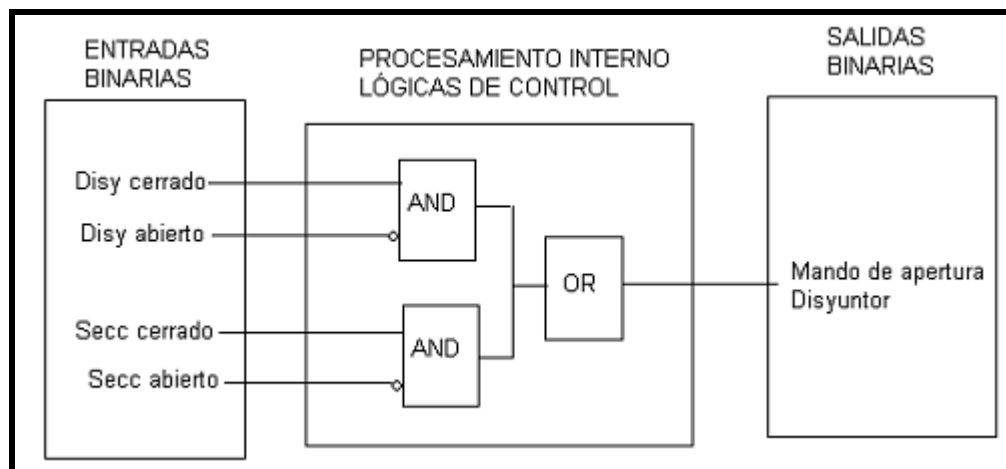 ENTRADAS
BINARIAS
PROCESAMIENTO INTERNO
LÓGICAS DE CONTROL
SALIDAS
BINARIAS
Disy cerrado
Disy abierto
Secc cerrado
Secc abierto
AND
AND
OR
Mando de apertura
Disyuntor